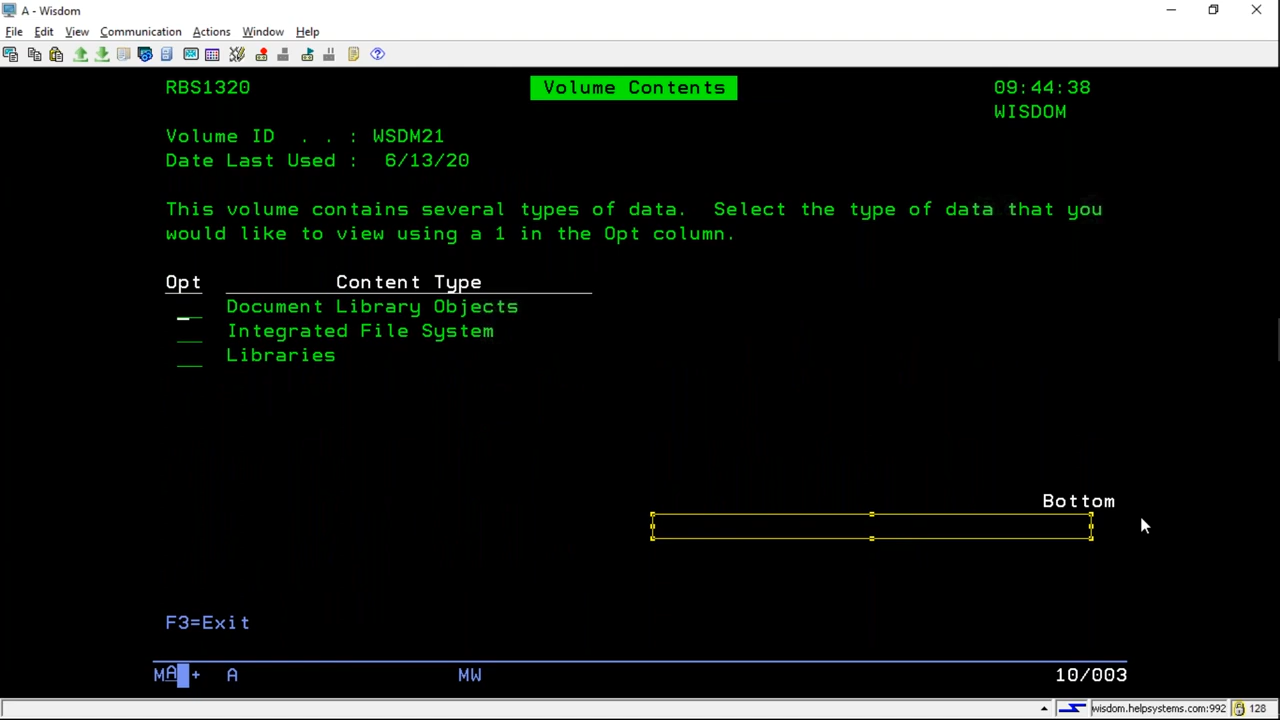 A - Wisdom
File Edit View Communication Actions Window Help
RBS1320 Volume Contents 09:44:38
WISDOM
Volume ID . . : WSDM21
Date Last Used : 6/13/20
This volume contains several types of data. Select the type of data that you
would like to view using a 1 in the Opt column.
Opt Content Type
Document Library Objects
Integrated File System
Libraries
Bottom
F3=Exit
MA + A MW 10/003
wisdom.helpsystems.com:992 128